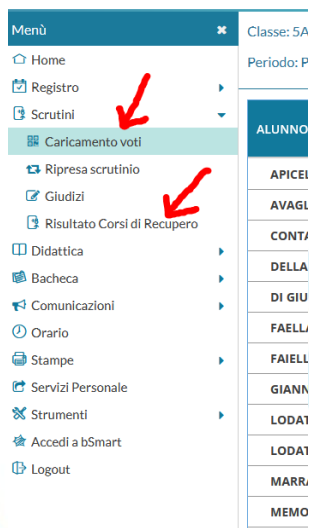 Menù
Home
Registro
Scrutini
Caricamento voti
Ripresa scrutinio
Giudizi
Risultato Corsi di Recupero
Didattica
Bacheca
Comunicazioni
Orario
Stampe
Servizi Personale
Strumenti
Accedi a bSmart
Logout
Classe: 5A
Periodo: P
ALUNNO
APICEL
AVAGL
CONTA
DELLA
DI GIU
FAELLA
FAIELL
GIANN
LODAT
LODAT
MARRA
MEMO